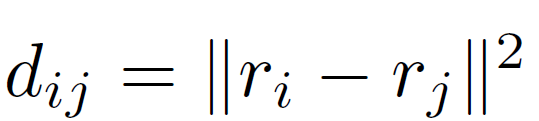 d_{ij} = \|r_i - r_j\|^2